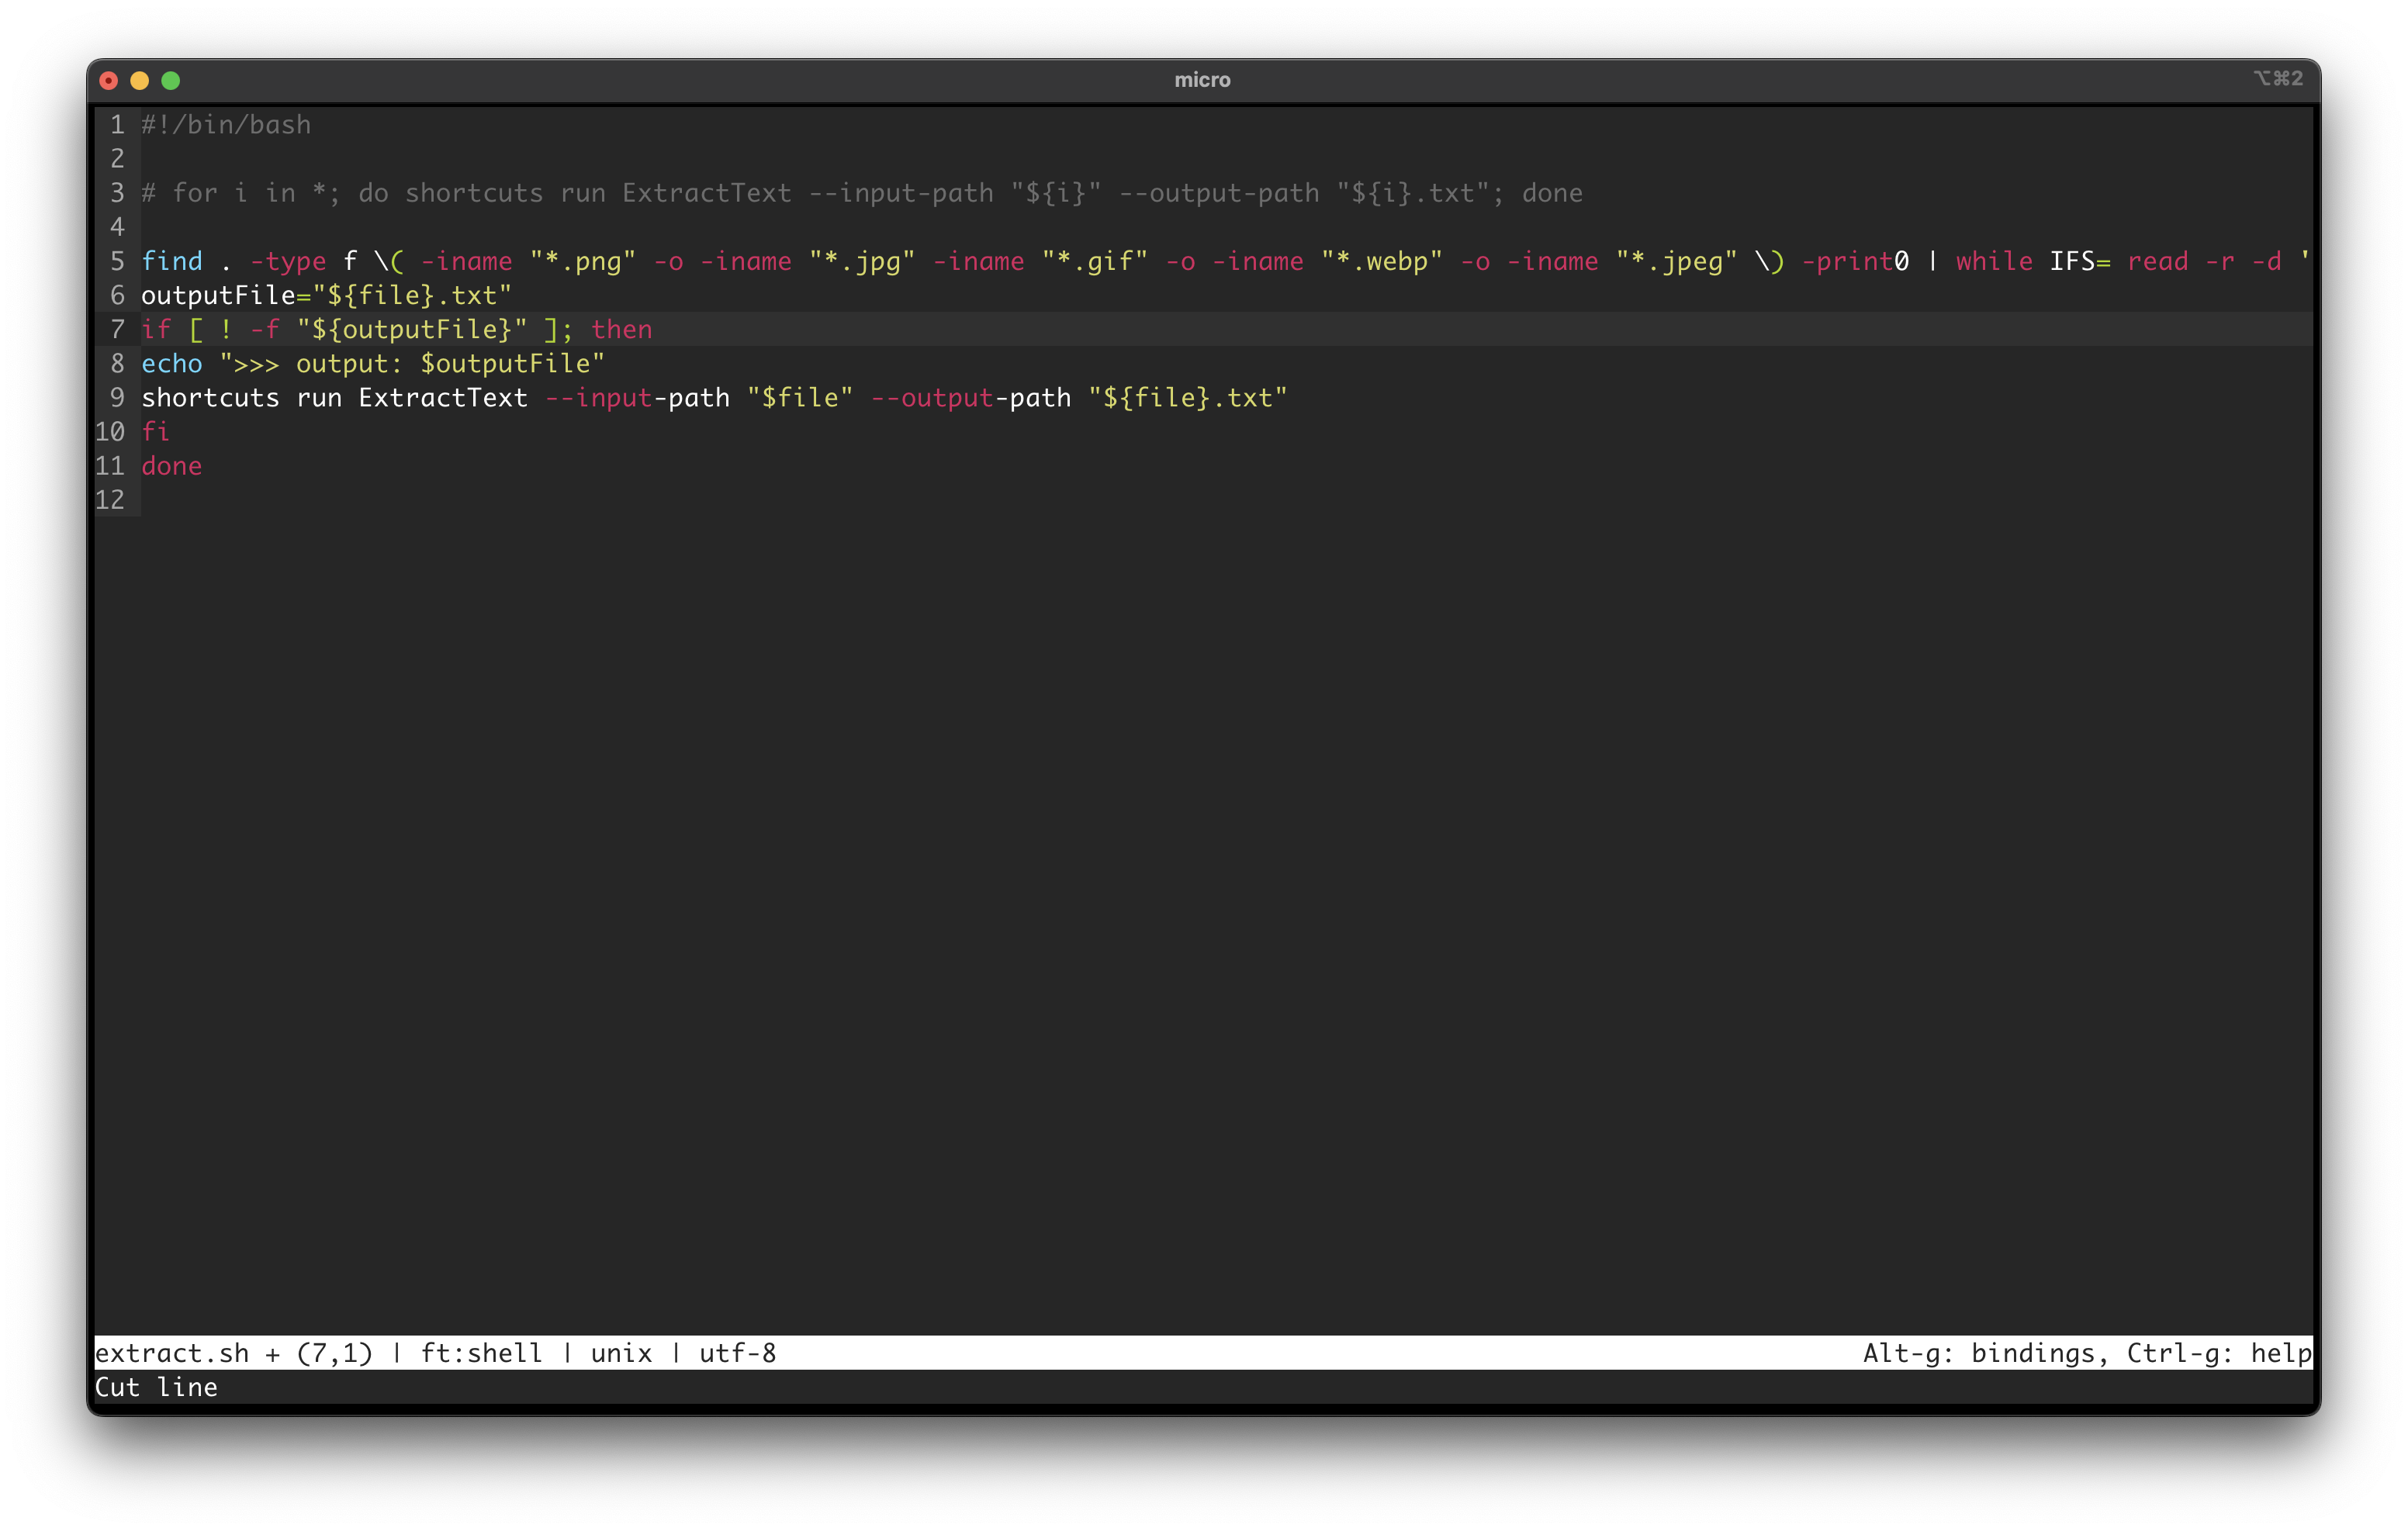 micro
⌥⌘2
1 #!/bin/bash
2
3 # for i in *; do shortcuts run ExtractText --input-path "${i}" --output-path "${i}.txt"; done
4
5 find . -type f \( -iname "*.png" -o -iname "*.jpg" -iname "*.gif" -o -iname "*.webp" -o -iname "*.jpeg" \) -print0 | while IFS= read -r -d '
6 outputFile="${file}.txt"
7 if [ ! -f "${outputFile}" ]; then
8 echo ">>> output: $outputFile"
9 shortcuts run ExtractText --input-path "$file" --output-path "${file}.txt"
10 fi
11 done
12
extract.sh + (7,1) | ft:shell | unix | utf-8 Alt-g: bindings, Ctrl-g: help
Cut line